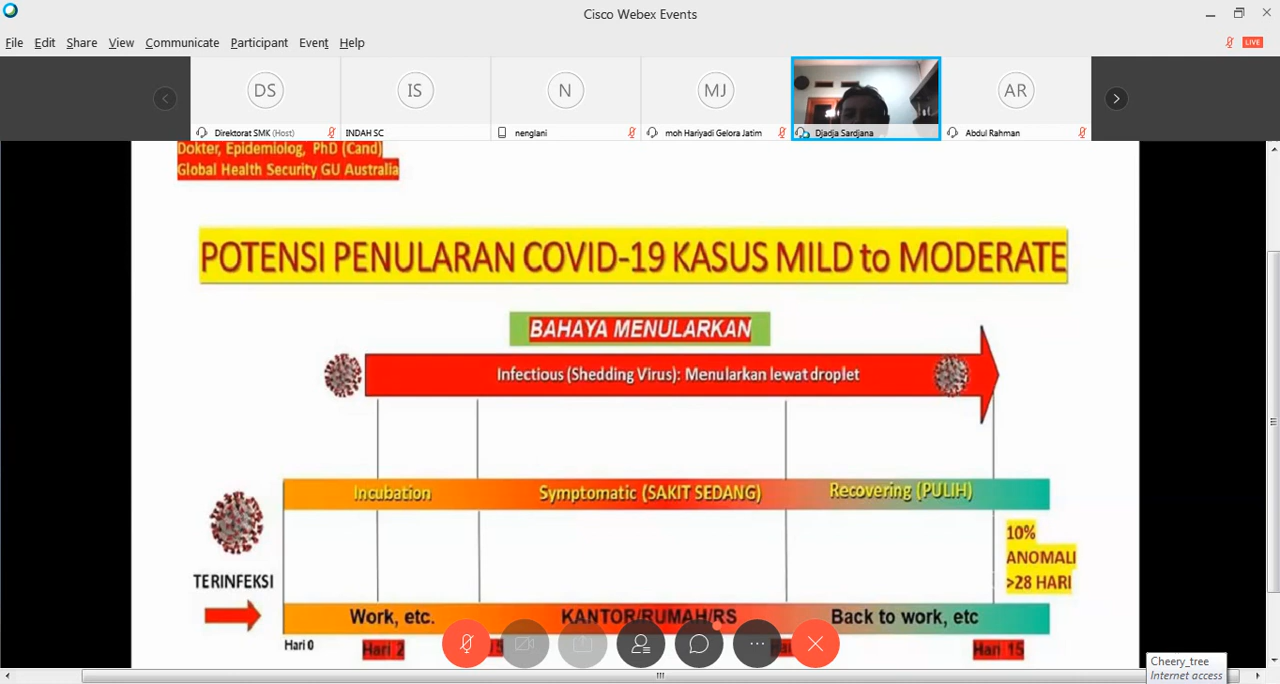 Cisco Webex Events
File Edit Share View Communicate Participant Event Help
LIVE
DS
IS
N
MJ
AR
Direktorat SMK (Host)
INDAH SC
nenglani
moh Hariyadi Gelora Jatim
Djadja Sardjana
Abdul Rahman
Dokter, Epidemiolog, PhD (Cand)
Global Health Security GU Australia
POTENSI PENULARAN COVID-19 KASUS MILD to MODERATE
BAHAYA MENULARKAN
Infectious (Shedding Virus): Menularkan lewat droplet
Incubation
Symptomatic (SAKIT SEDANG)
Recovering (PULIH)
10%
ANOMALI
>28 HARI
TERINFEKSI
Work, etc.
KANTOR/RUMAH/RS
Back to work, etc
Hari 0
Hari 2
Hari 15
Cheery_tree
Internet access